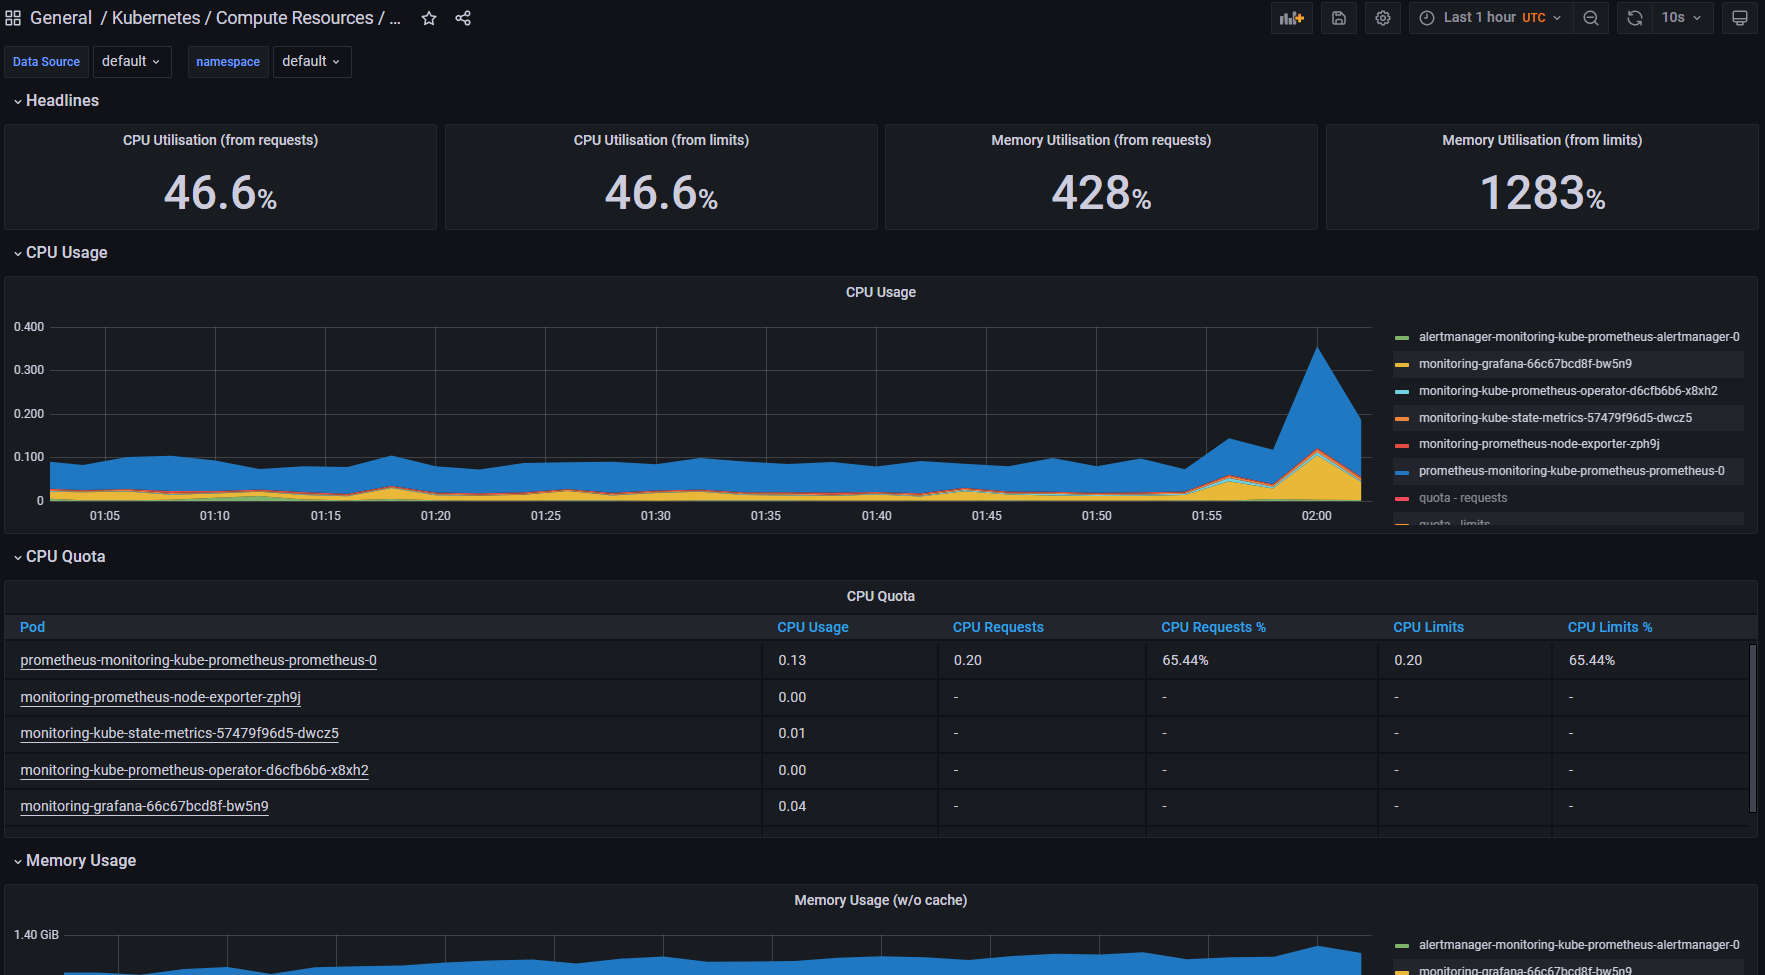 General / Kubernetes / Compute Resources / ...
Last 1 hour UTC
10s
Data Source default namespace default
Headlines
CPU Utilisation (from requests)
46.6%
CPU Utilisation (from limits)
46.6%
Memory Utilisation (from requests)
428%
Memory Utilisation (from limits)
1283%
CPU Usage
CPU Usage
0.400
0.300
0.200
0.100
0
01:05 01:10 01:15 01:20 01:25 01:30 01:35 01:40 01:45 01:50 01:55 02:00
alertmanager-monitoring-kube-prometheus-alertmanager-0
monitoring-grafana-66c67bcd8f-bw5n9
monitoring-kube-prometheus-operator-d6cfb6b6-x8xh2
monitoring-kube-state-metrics-57479f96d5-dwcz5
monitoring-prometheus-node-exporter-zph9j
prometheus-monitoring-kube-prometheus-prometheus-0
quota - requests
quota - limits
CPU Quota
CPU Quota
Pod CPU Usage CPU Requests CPU Requests % CPU Limits CPU Limits %
prometheus-monitoring-kube-prometheus-prometheus-0 0.13 0.20 65.44% 0.20 65.44%
monitoring-prometheus-node-exporter-zph9j 0.00 - - - -
monitoring-kube-state-metrics-57479f96d5-dwcz5 0.01 - - - -
monitoring-kube-prometheus-operator-d6cfb6b6-x8xh2 0.00 - - - -
monitoring-grafana-66c67bcd8f-bw5n9 0.04 - - - -
Memory Usage
Memory Usage (w/o cache)
1.40 GiB
alertmanager-monitoring-kube-prometheus-alertmanager-0
monitoring-grafana-66c67bcd8f-bw5n9